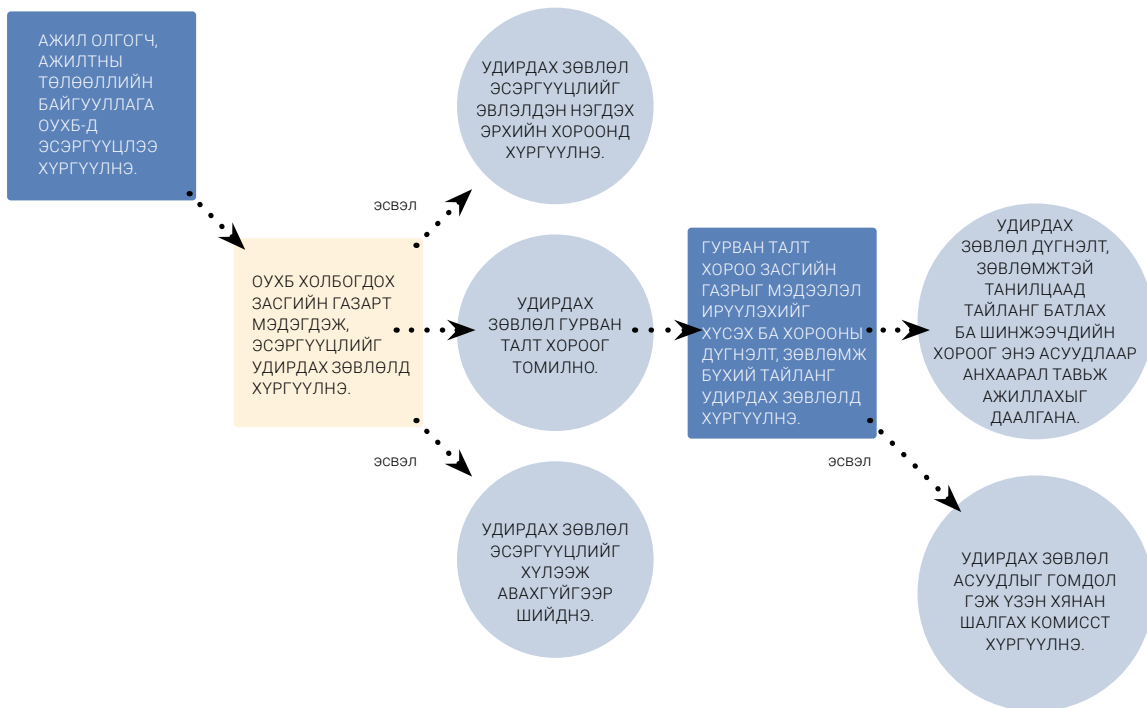 АЖИЛ ОЛГОГЧ,
АЖИЛТНЫ
ТӨЛӨӨЛЛИЙН
БАЙГУУЛЛАГА
ОУХБ-Д
ЭСЭРГҮҮЦЛЭЭ
ХҮРГҮҮЛНЭ.
ОУХБ ХОЛБОГДОХ
ЗАСГИЙН ГАЗАРТ
МЭДЭГДЭЖ,
ЭСЭРГҮҮЦЛИЙГ
УДИРДАХ ЗӨВЛӨЛД
ХҮРГҮҮЛНЭ.
эсвэл
УДИРДАХ ЗӨВЛӨЛ
ЭСЭРГҮҮЦЛИЙГ
ЭВЛЭЛДЭН НЭГДЭХ
ЭРХИЙН ХОРООНД
ХҮРГҮҮЛНЭ.
УДИРДАХ
ЗӨВЛӨЛ ГУРВАН
ТАЛТ ХОРООГ
ТОМИЛНО.
эсвэл
УДИРДАХ ЗӨВЛӨЛ
ЭСЭРГҮҮЦЛИЙГ
ХҮЛЭЭЖ
АВАХГҮЙГЭЭР
ШИЙДНЭ.
ГУРВАН ТАЛТ
ХОРОО ЗАСГИЙН
ГАЗРЫГ МЭДЭЭЛЭЛ
ИРҮҮЛЭХИЙГ
ХҮСЭХ БА ХОРООНЫ
ДҮГНЭЛТ, ЗӨВЛӨМЖ
БҮХИЙ ТАЙЛАНГ
УДИРДАХ ЗӨВЛӨЛД
ХҮРГҮҮЛНЭ.
УДИРДАХ
ЗӨВЛӨЛ ДҮГНЭЛТ,
ЗӨВЛӨМЖТЭЙ
ТАНИЛЦААД
ТАЙЛАНГ БАТЛАХ
БА ШИНЖЭЭЧДИЙН
ХОРООГ ЭНЭ АСУУДЛААР
АНХААРАЛ ТАВЬЖ
АЖИЛЛАХЫГ
ДААЛГАНА.
эсвэл
УДИРДАХ ЗӨВЛӨЛ
АСУУДЛЫГ ГОМДОЛ
ГЭЖ ҮЗЭН ХЯНАН
ШАЛГАХ КОМИССТ
ХҮРГҮҮЛНЭ.